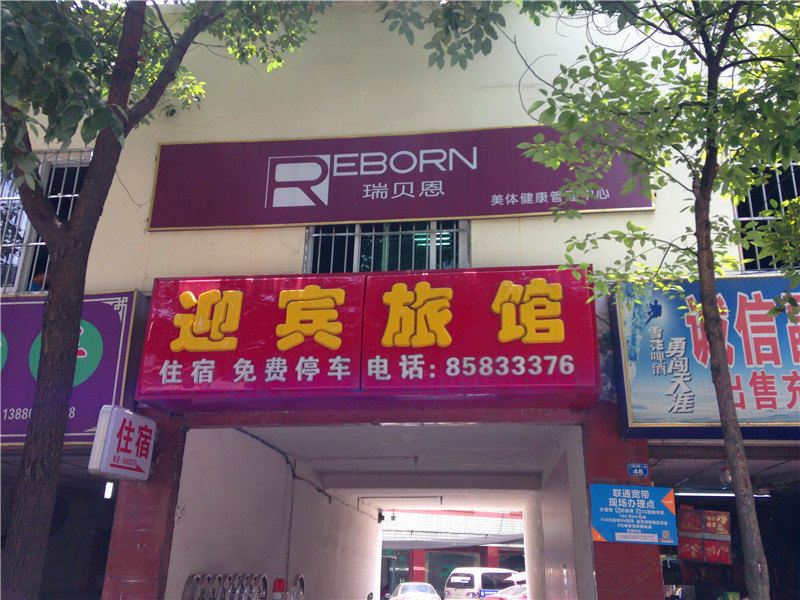 REBORN
瑞贝恩
美体健康管理中心
迎宾旅馆
住宿 免费停车 电话: 85833376
住宿
雪花啤酒
勇闯天涯
诚信
出售充
4B
联通宽带
现场办理点